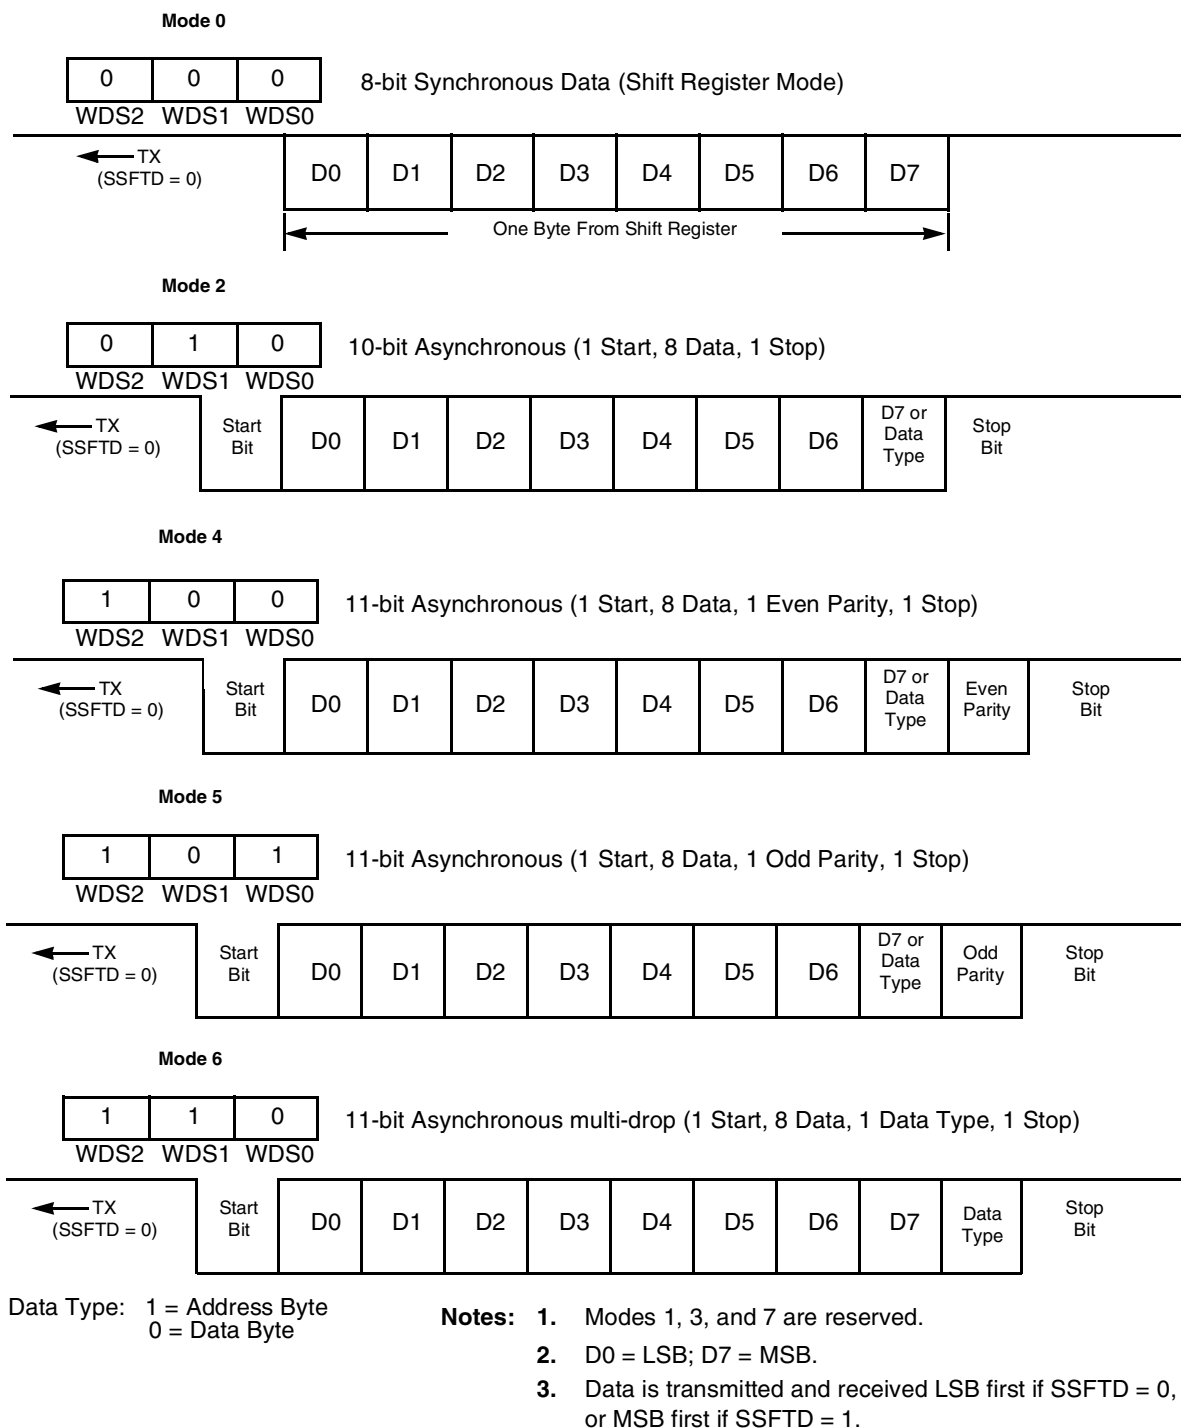 Mode 0
0 0 0
8-bit Synchronous Data (Shift Register Mode)
WDS2 WDS1 WDS0
TX
(SSFTD = 0)
D0 D1 D2 D3 D4 D5 D6 D7
One Byte From Shift Register
Mode 2
0 1 0
10-bit Asynchronous (1 Start, 8 Data, 1 Stop)
WDS2 WDS1 WDS0
TX
(SSFTD = 0)
Start
Bit
D0 D1 D2 D3 D4 D5 D6
D7 or
Data
Type
Stop
Bit
Mode 4
1 0 0
11-bit Asynchronous (1 Start, 8 Data, 1 Even Parity, 1 Stop)
WDS2 WDS1 WDS0
TX
(SSFTD = 0)
Start
Bit
D0 D1 D2 D3 D4 D5 D6
D7 or
Data
Type
Even
Parity
Stop
Bit
Mode 5
1 0 1
11-bit Asynchronous (1 Start, 8 Data, 1 Odd Parity, 1 Stop)
WDS2 WDS1 WDS0
TX
(SSFTD = 0)
Start
Bit
D0 D1 D2 D3 D4 D5 D6
D7 or
Data
Type
Odd
Parity
Stop
Bit
Mode 6
1 1 0
11-bit Asynchronous multi-drop (1 Start, 8 Data, 1 Data Type, 1 Stop)
WDS2 WDS1 WDS0
TX
(SSFTD = 0)
Start
Bit
D0 D1 D2 D3 D4 D5 D6 D7
Data
Type
Stop
Bit
Data Type: 1 = Address Byte
0 = Data Byte
Notes: 1. Modes 1, 3, and 7 are reserved.
2. D0 = LSB; D7 = MSB.
3. Data is transmitted and received LSB first if SSFTD = 0,
or MSB first if SSFTD = 1.